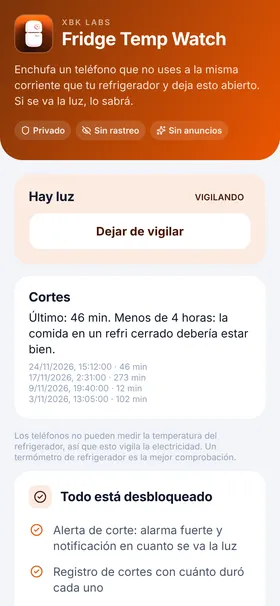 XBK LABS
Fridge Temp Watch
Enchufa un teléfono que no uses a la misma
corriente que tu refrigerador y deja esto abierto.
Si se va la luz, lo sabrá.
Privado
Sin rastreo
Sin anuncios
Hay luz
VIGILANDO
Dejar de vigilar
Cortes
Último: 46 min. Menos de 4 horas: la
comida en un refri cerrado debería estar
bien.
24/11/2026, 15:12:00 · 46 min
17/11/2026, 2:31:00 · 273 min
9/11/2026, 19:40:00 · 12 min
3/11/2026, 13:05:00 · 102 min
Los teléfonos no pueden medir la temperatura del
refrigerador, así que esto vigila la electricidad. Un
termómetro de refrigerador es la mejor comprobación.
Todo está desbloqueado
Alerta de corte: alarma fuerte y
notificación en cuanto se va la luz
Registro de cortes con cuánto duró
cada uno